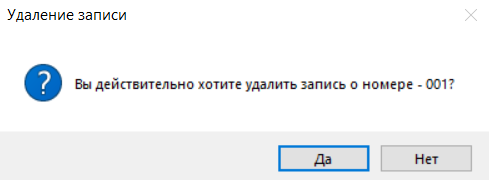 Удаление записи
Вы действительно хотите удалить запись о номере - 001?
Да
Нет